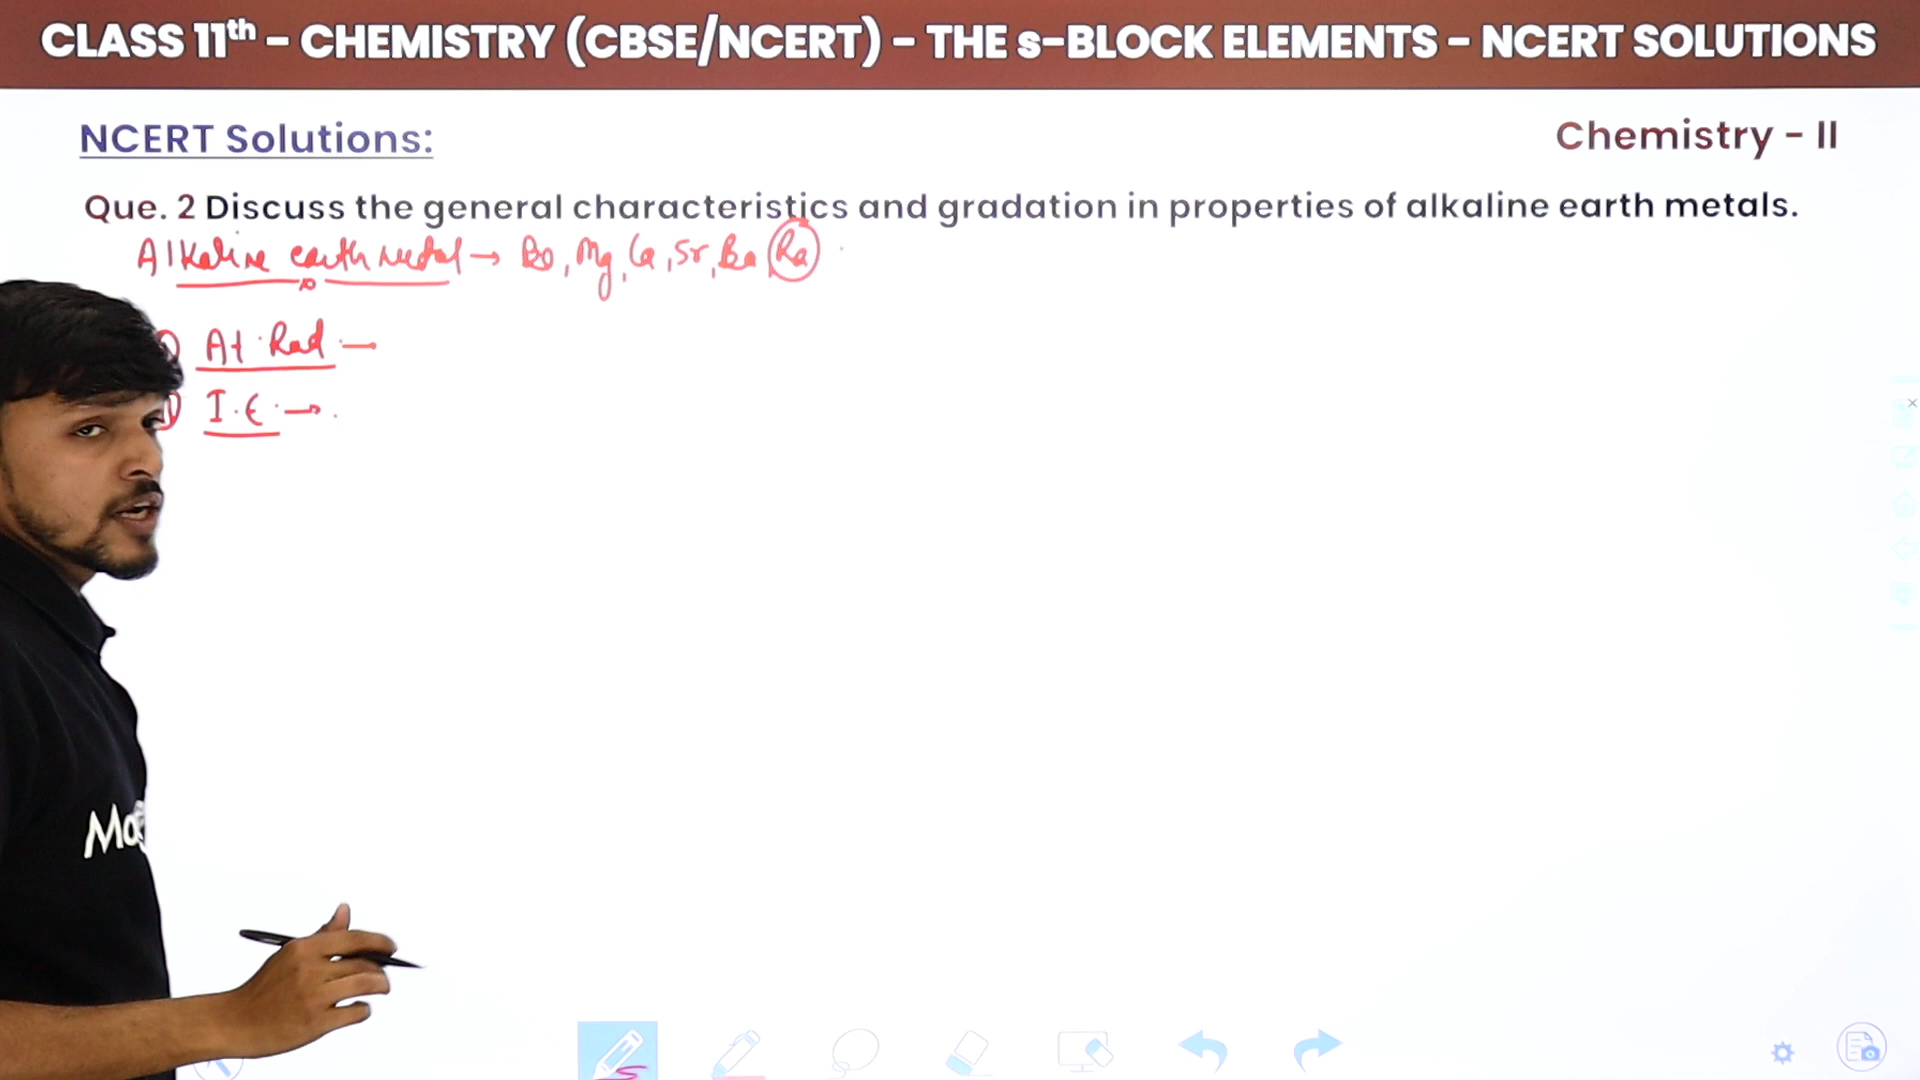 CLASS 11th - CHEMISTRY (CBSE/NCERT) - THE s-BLOCK ELEMENTS - NCERT SOLUTIONS
NCERT Solutions:
Chemistry - II
Que. 2 Discuss the general characteristics and gradation in properties of alkaline earth metals.
Alkaline earth metal → Be, Mg, Ca, Sr, Ba, Ra
At. Rad. →
I.E. →